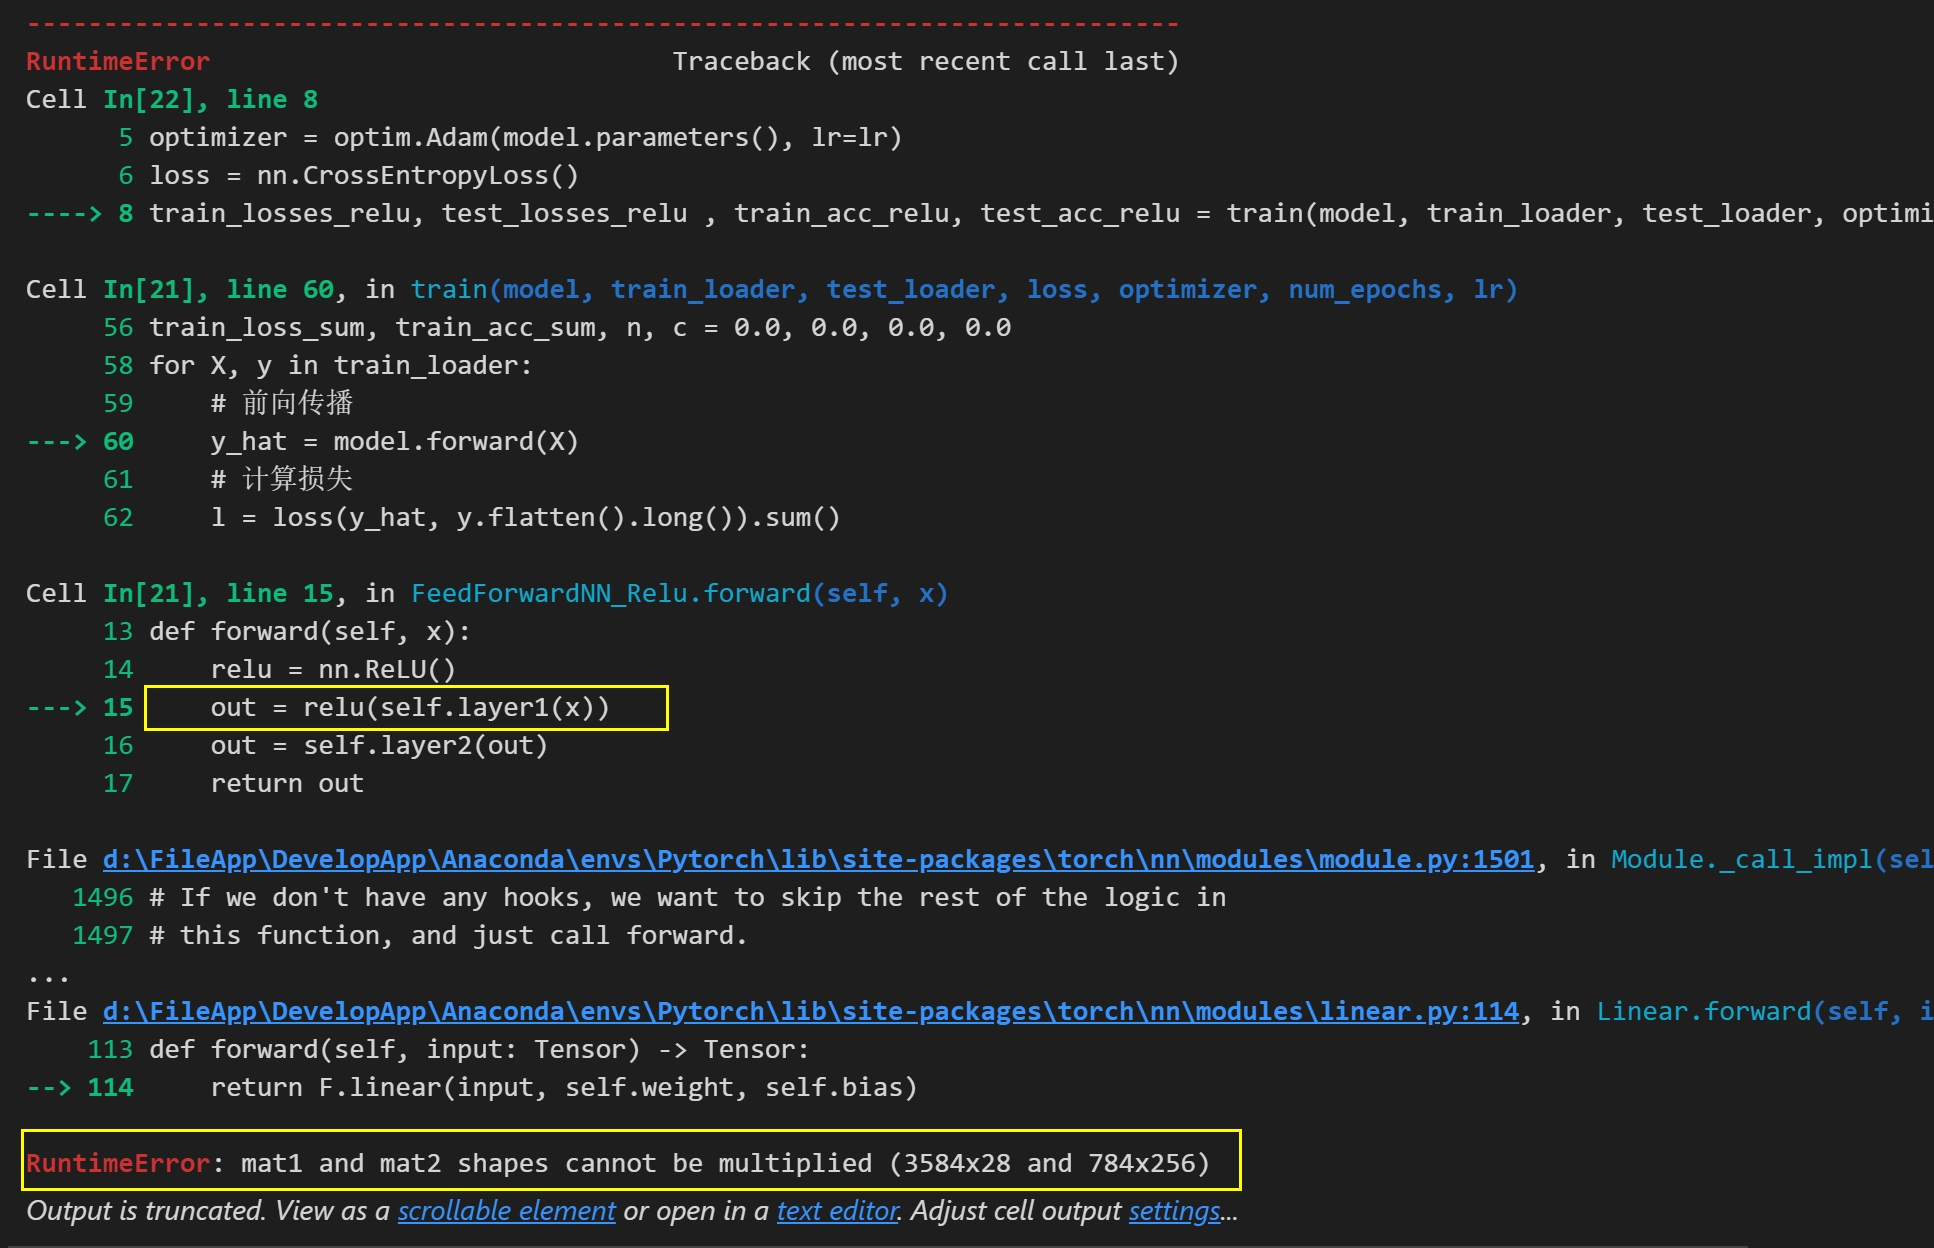 ---------------------------------------------------------------------------
RuntimeError                              Traceback (most recent call last)
Cell In[22], line 8
      5 optimizer = optim.Adam(model.parameters(), lr=lr)
      6 loss = nn.CrossEntropyLoss()
----> 8 train_losses_relu, test_losses_relu , train_acc_relu, test_acc_relu = train(model, train_loader, test_loader, optimi
Cell In[21], line 60, in train(model, train_loader, test_loader, loss, optimizer, num_epochs, lr)
     56 train_loss_sum, train_acc_sum, n, c = 0.0, 0.0, 0.0, 0.0
     58 for X, y in train_loader:
     59     # 前向传播
---> 60     y_hat = model.forward(X)
     61     # 计算损失
     62     l = loss(y_hat, y.flatten().long()).sum()
Cell In[21], line 15, in FeedForwardNN_Relu.forward(self, x)
     13 def forward(self, x):
     14     relu = nn.ReLU()
---> 15     out = relu(self.layer1(x))
     16     out = self.layer2(out)
     17     return out
File d:\FileApp\DevelopApp\Anaconda\envs\Pytorch\lib\site-packages\torch\nn\modules\module.py:1501, in Module._call_impl(sel
   1496 # If we don't have any hooks, we want to skip the rest of the logic in
   1497 # this function, and just call forward.
...
File d:\FileApp\DevelopApp\Anaconda\envs\Pytorch\lib\site-packages\torch\nn\modules\linear.py:114, in Linear.forward(self, i
    113 def forward(self, input: Tensor) -> Tensor:
--> 114     return F.linear(input, self.weight, self.bias)
RuntimeError: mat1 and mat2 shapes cannot be multiplied (3584x28 and 784x256)
Output is truncated. View as a scrollable element or open in a text editor. Adjust cell output settings...